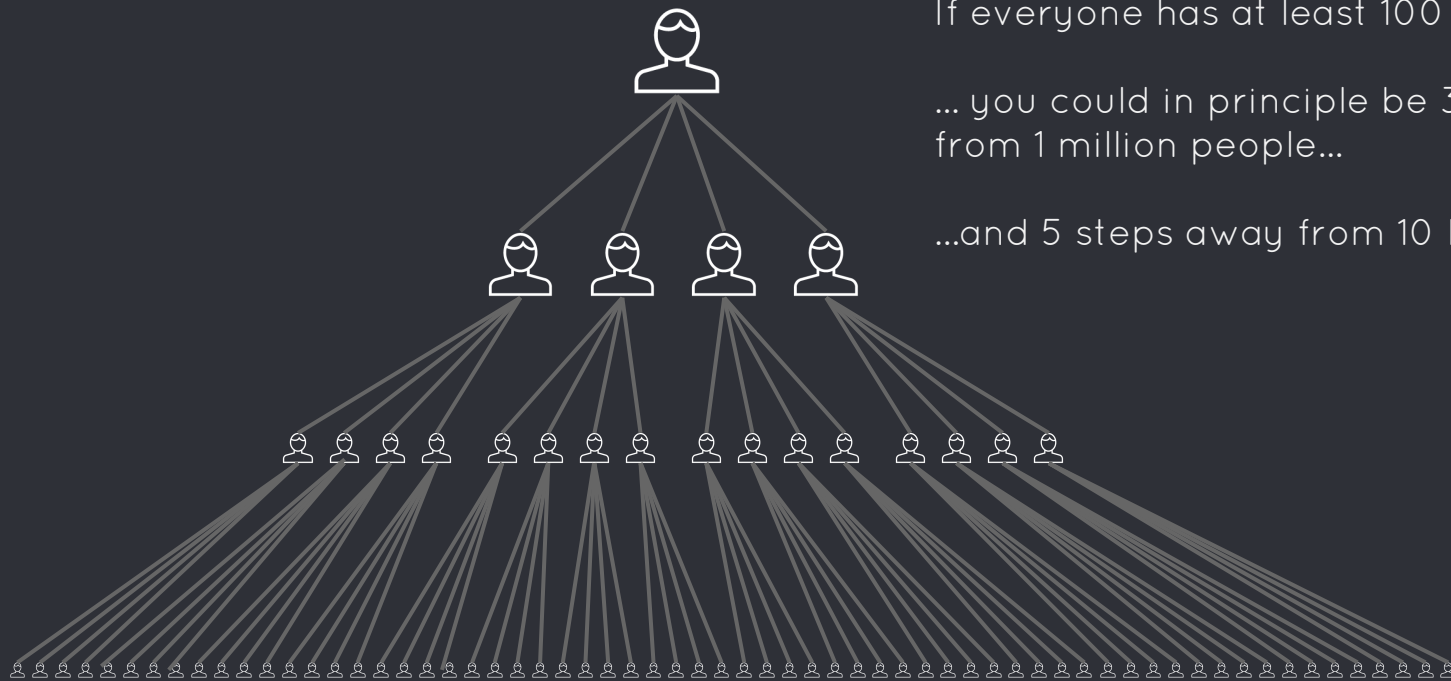 If everyone has at least 100
... you could in principle be 3
from 1 million people...
...and 5 steps away from 10